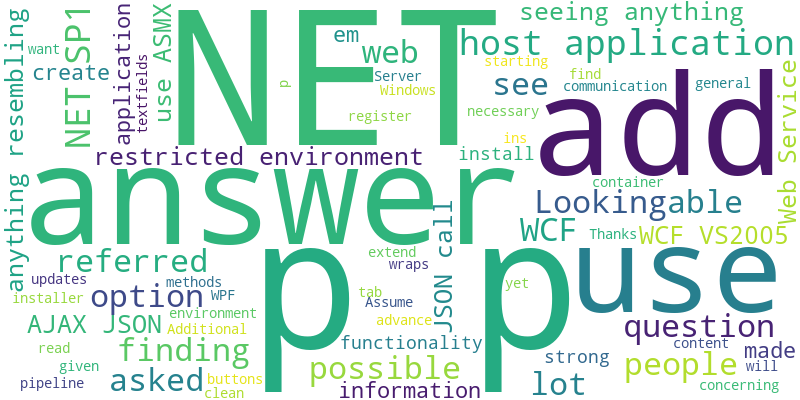 NET
add
answer
p p
use
host application
seeing anything
em
web
see
application
textfields
use ASMX
NET SP1
want
create
anything resembling
Server
Windows
starting
find
communication
general
p
register
necessary
ins
Web Service
restricted environment
install
container
Lookingable
WCF
Thanks
WCF VS2005
JSON call
referred
extend
wraps
updates
methods
tab
Assume
yet
option
WPF
installer
environment
advance
question
AJAX JSON
Additional
functionality
content
made
read
finding
strong
people
will
given
possible
pipeline
asked
buttons
clean
information
lot
concerning